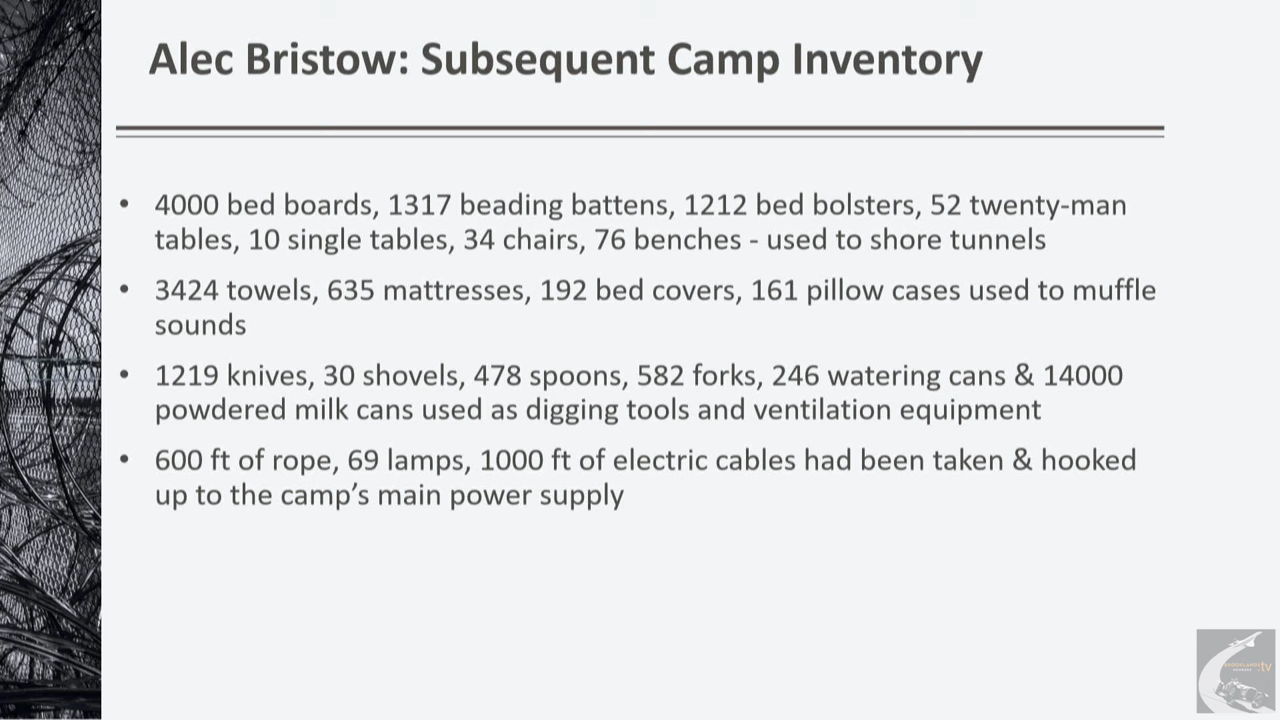 Alec Bristow: Subsequent Camp Inventory
• 4000 bed boards, 1317 beading battens, 1212 bed bolsters, 52 twenty-man
tables, 10 single tables, 34 chairs, 76 benches - used to shore tunnels
• 3424 towels, 635 mattresses, 192 bed covers, 161 pillow cases used to muffle
sounds
• 1219 knives, 30 shovels, 478 spoons, 582 forks, 246 watering cans & 14000
powdered milk cans used as digging tools and ventilation equipment
• 600 ft of rope, 69 lamps, 1000 ft of electric cables had been taken & hooked
up to the camp’s main power supply
BROOKLANDS
MEMBERS .tv